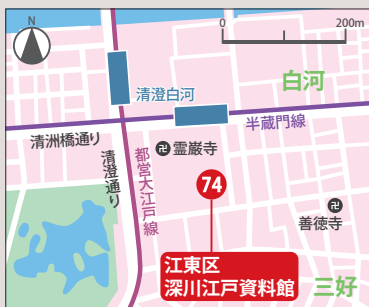 N
0
200m
白河
清澄白河
半蔵門線
清洲橋通り
清澄通り
都営大江戸線
卍霊巌寺
74
卍
善徳寺
江東区
深川江戸資料館
三好